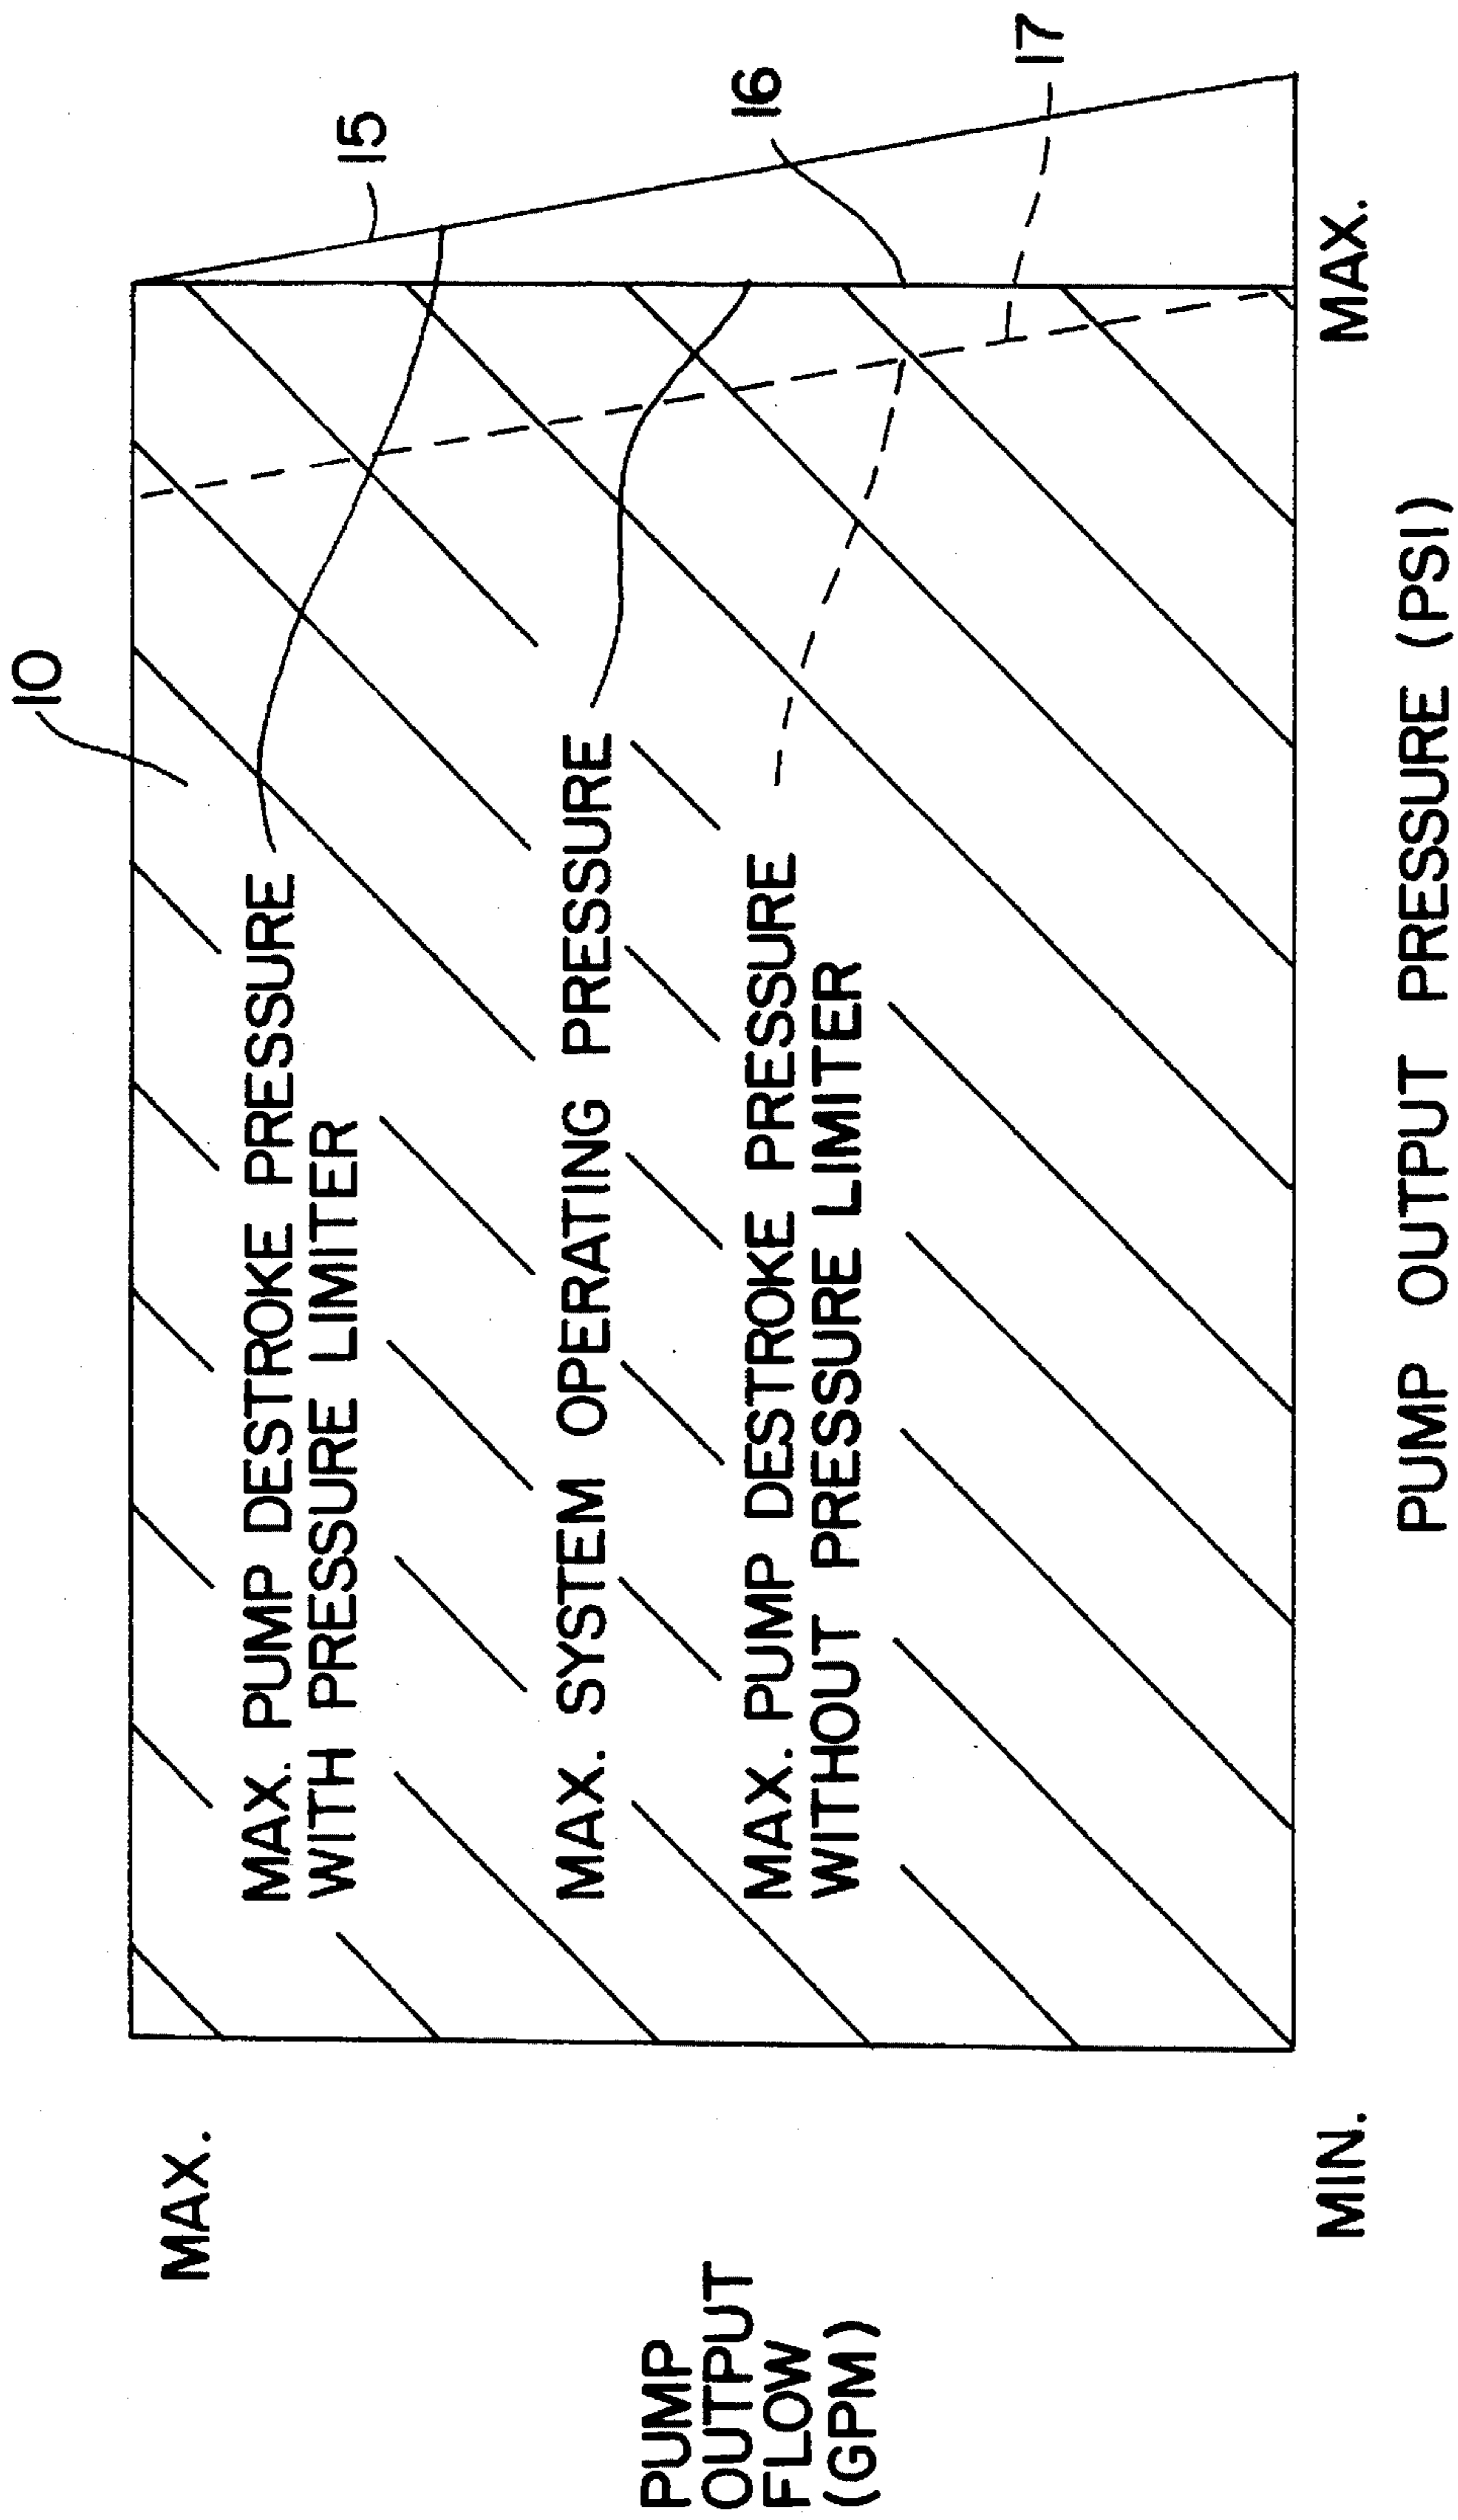 10
15
16
17
MAX.
MAX. PUMP DESTROKE PRESSURE
WITH PRESSURE LIMITER
MAX. SYSTEM OPERATING PRESSURE
MAX. PUMP DESTROKE PRESSURE
WITHOUT PRESSURE LIMITER
PUMP
OUTPUT
FLOW
(GPM)
MIN.
MAX.
PUMP OUTPUT PRESSURE (PSI)